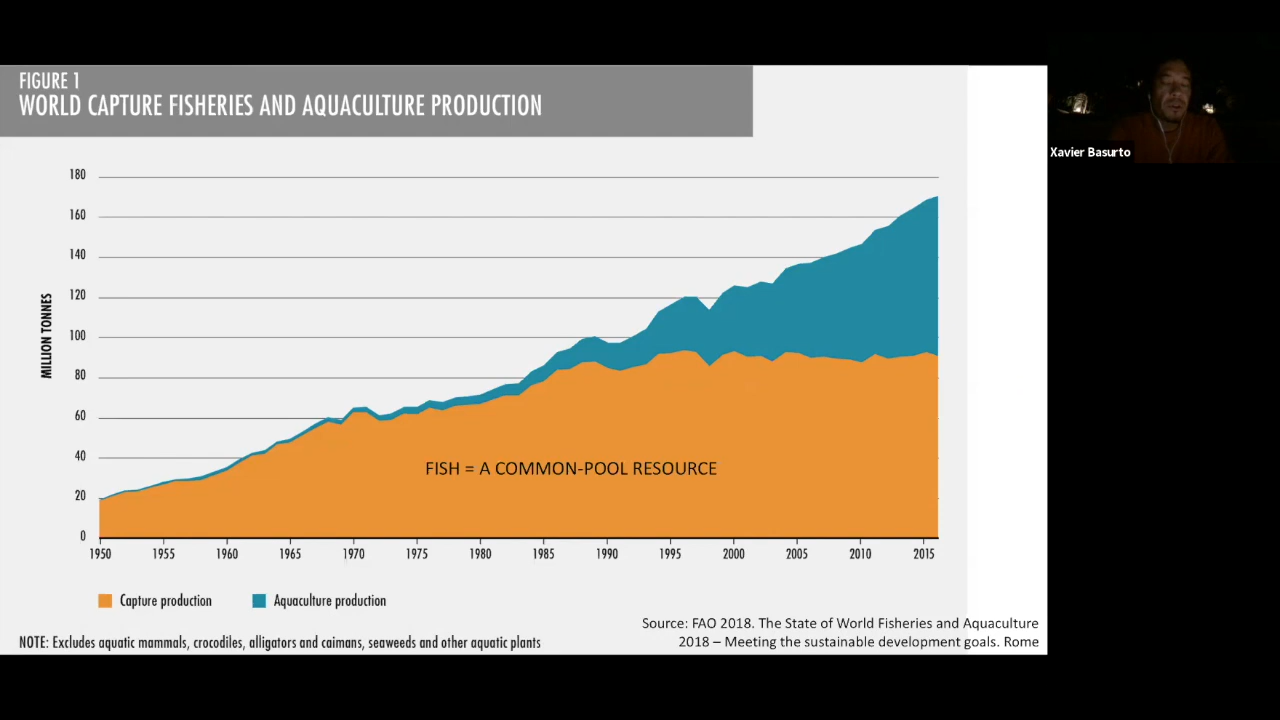 FIGURE 1
WORLD CAPTURE FISHERIES AND AQUACULTURE PRODUCTION
Xavier Basurto
180
160
140
120
100
80
60
40
20
0
MILLION TONNES
FISH = A COMMON-POOL RESOURCE
1950 1955 1960 1965 1970 1975 1980 1985 1990 1995 2000 2005 2010 2015
Capture production Aquaculture production
Source: FAO 2018. The State of World Fisheries and Aquaculture
2018 – Meeting the sustainable development goals. Rome
NOTE: Excludes aquatic mammals, crocodiles, alligators and caimans, seaweeds and other aquatic plants